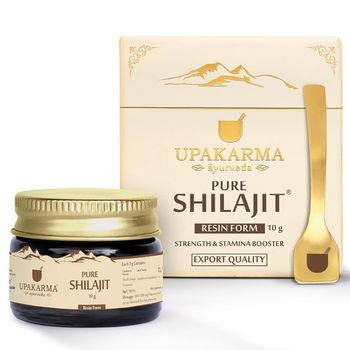 UPAKARMA
āyurveda
PURE
SHILAJIT®
RESIN FORM 10 g
STRENGTH & STAMINA BOOSTER
EXPORT QUALITY
UPAKARMA
āyurveda
PURE
SHILAJIT
10 g
Resin Form